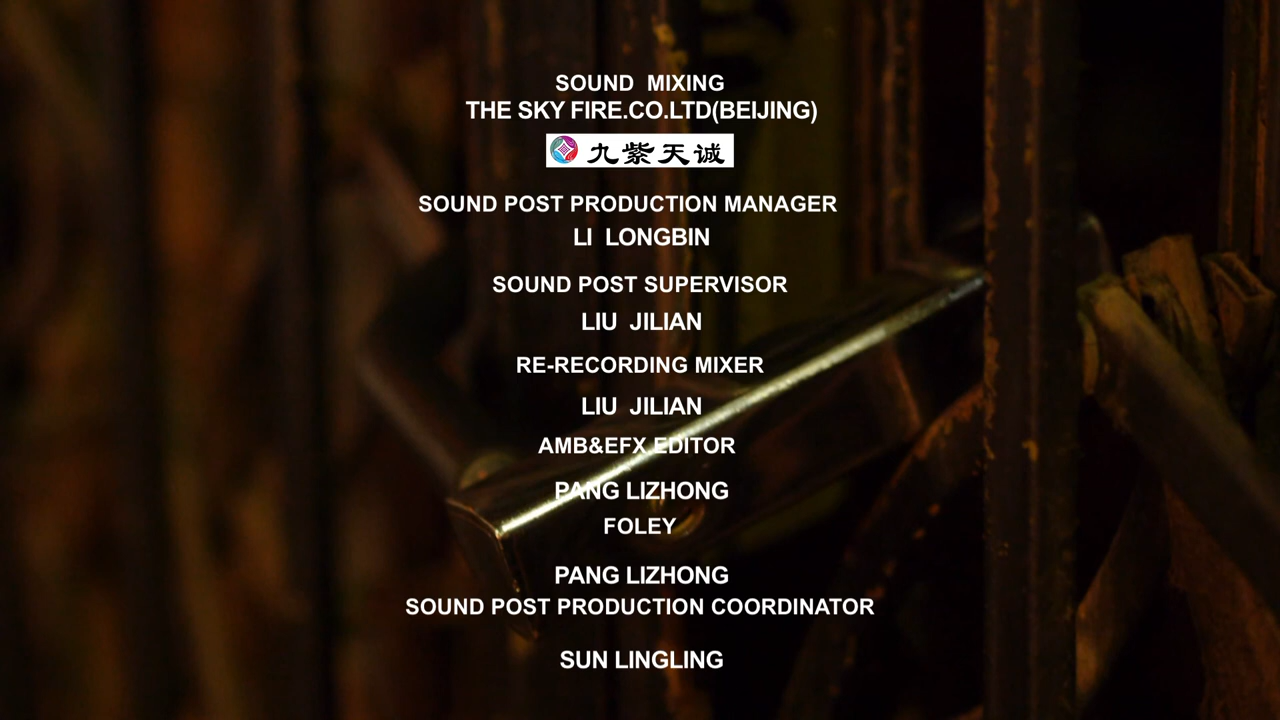 SOUND MIXING
THE SKY FIRE.CO.LTD(BEIJING)
九紫天诚
SOUND POST PRODUCTION MANAGER
LI LONGBIN
SOUND POST SUPERVISOR
LIU JILIAN
RE-RECORDING MIXER
LIU JILIAN
AMB&EFX EDITOR
PANG LIZHONG
FOLEY
PANG LIZHONG
SOUND POST PRODUCTION COORDINATOR
SUN LINGLING